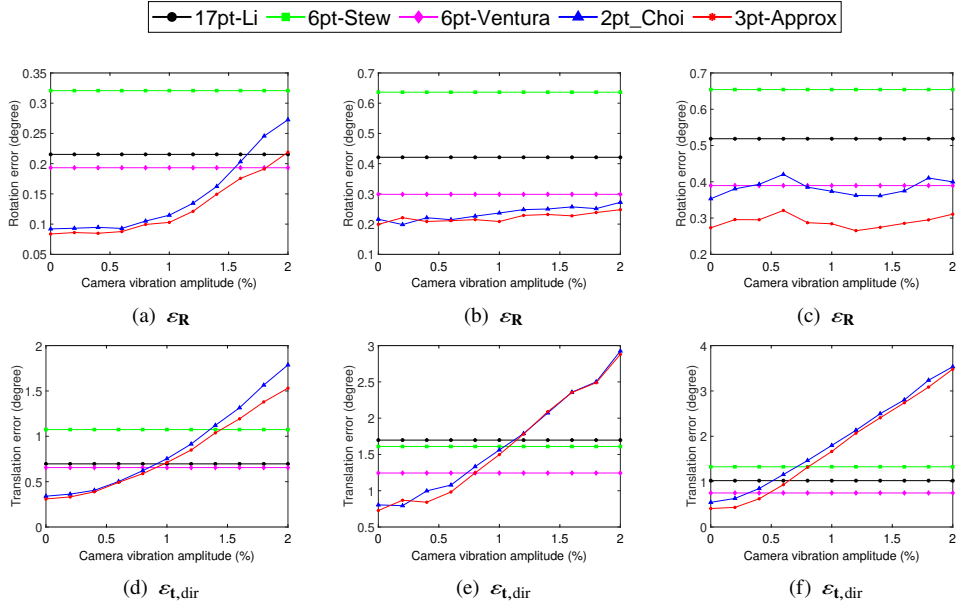 17pt-Li 6pt-Stew 6pt-Ventura 2pt_Choi 3pt-Approx
Rotation error (degree)
0.35
0.3
0.25
0.2
0.15
0.1
0.05
0 0.5 1 1.5 2
Camera vibration amplitude (%)
(a) εR
Rotation error (degree)
0.7
0.6
0.5
0.4
0.3
0.2
0.1
0 0.5 1 1.5 2
Camera vibration amplitude (%)
(b) εR
Rotation error (degree)
0.7
0.6
0.5
0.4
0.3
0.2
0.1
0 0.5 1 1.5 2
Camera vibration amplitude (%)
(c) εR
Translation error (degree)
2
1.5
1
0.5
0
0 0.5 1 1.5 2
Camera vibration amplitude (%)
(d) εt,dir
Translation error (degree)
3
2.5
2
1.5
1
0.5
0 0.5 1 1.5 2
Camera vibration amplitude (%)
(e) εt,dir
Translation error (degree)
4
3
2
1
0
0 0.5 1 1.5 2
Camera vibration amplitude (%)
(f) εt,dir